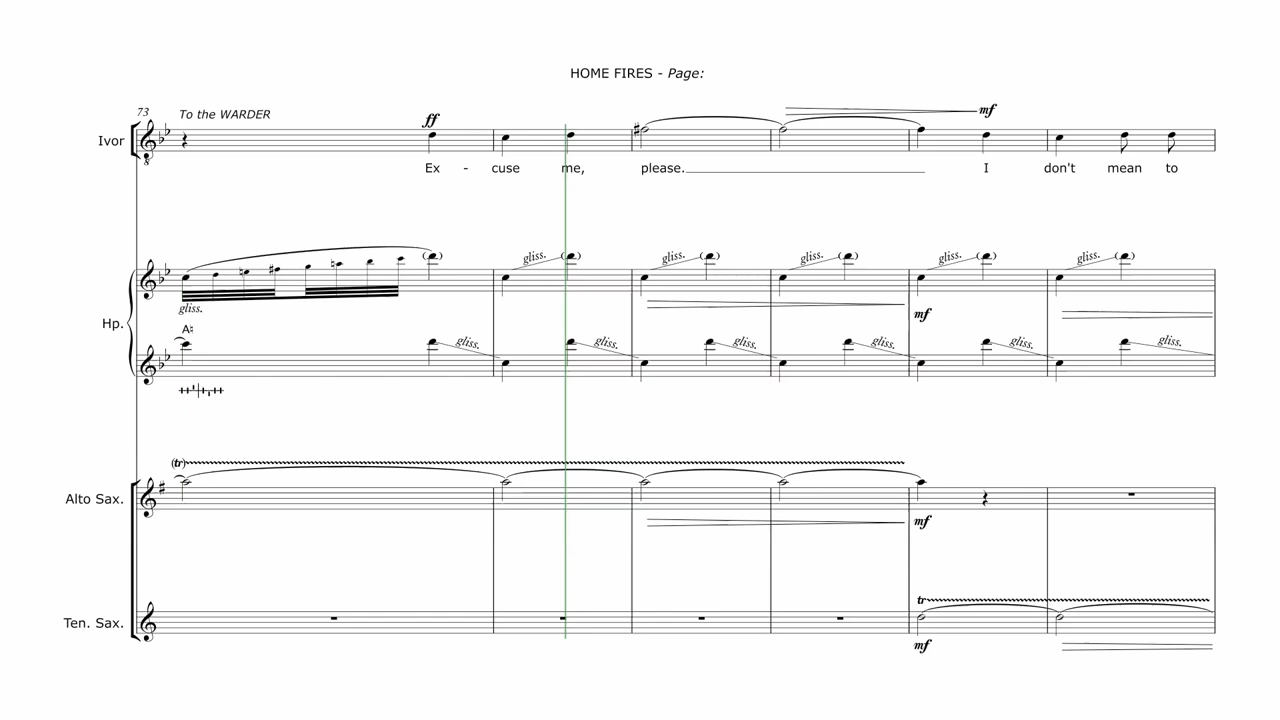 HOME FIRES - Page:
73
To the WARDER
ff
mf
Ivor
8
Ex - cuse me, please. I don't mean to
gliss. gliss. gliss. gliss. gliss.
gliss.
mf
Hp.
A♮
gliss. gliss. gliss. gliss. gliss. gliss.
(tr)
Alto Sax.
mf
tr
Ten. Sax.
mf